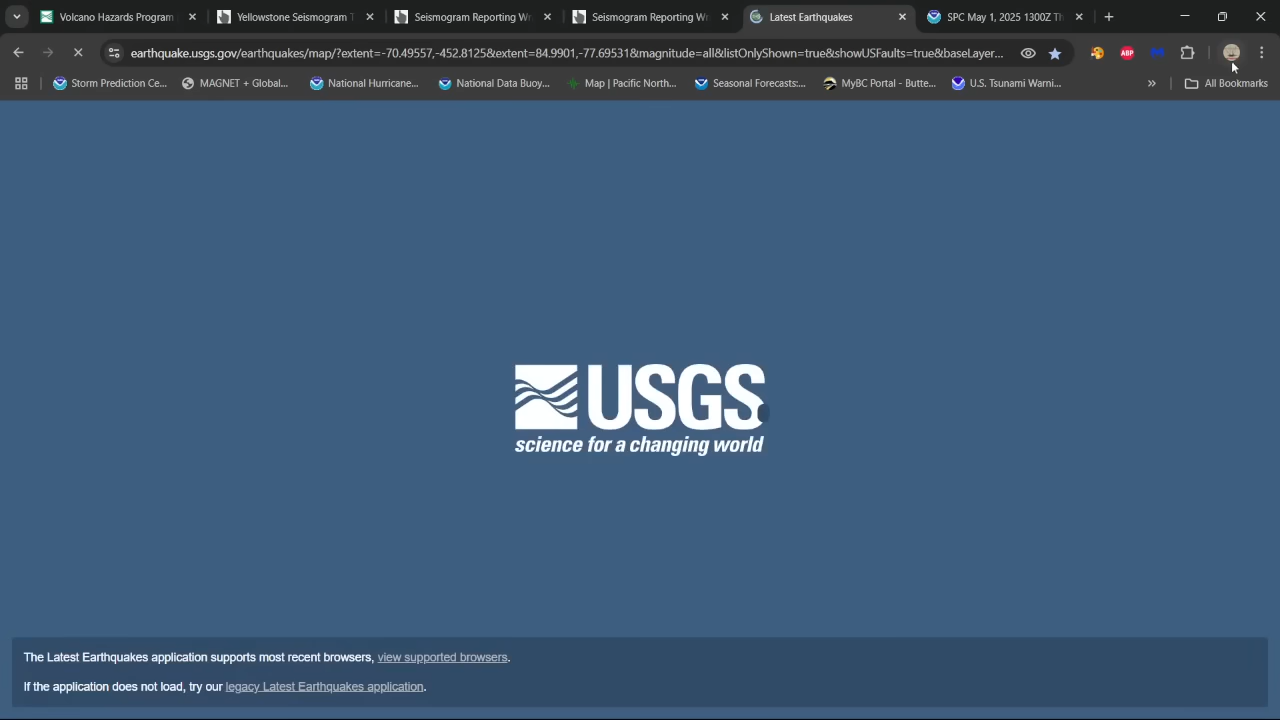 Volcano Hazards Program
Yellowstone Seismogram T
Seismogram Reporting Wi
Seismogram Reporting Wi
Latest Earthquakes
SPC May 1, 2025 1300Z Th
earthquake.usgs.gov/earthquakes/map/?extent=-70.49557,-452.8125&extent=84.9901,-77.69531&magnitude=all&listOnlyShown=true&showUSFaults=true&baseLayer...
ABP
Storm Prediction Ce...
MAGNET + Global...
National Hurricane...
National Data Buoy...
Map | Pacific North...
Seasonal Forecasts:...
MyBC Portal - Butte...
U.S. Tsunami Warni...
All Bookmarks
USGS
science for a changing world
The Latest Earthquakes application supports most recent browsers, view supported browsers.
If the application does not load, try our legacy Latest Earthquakes application.